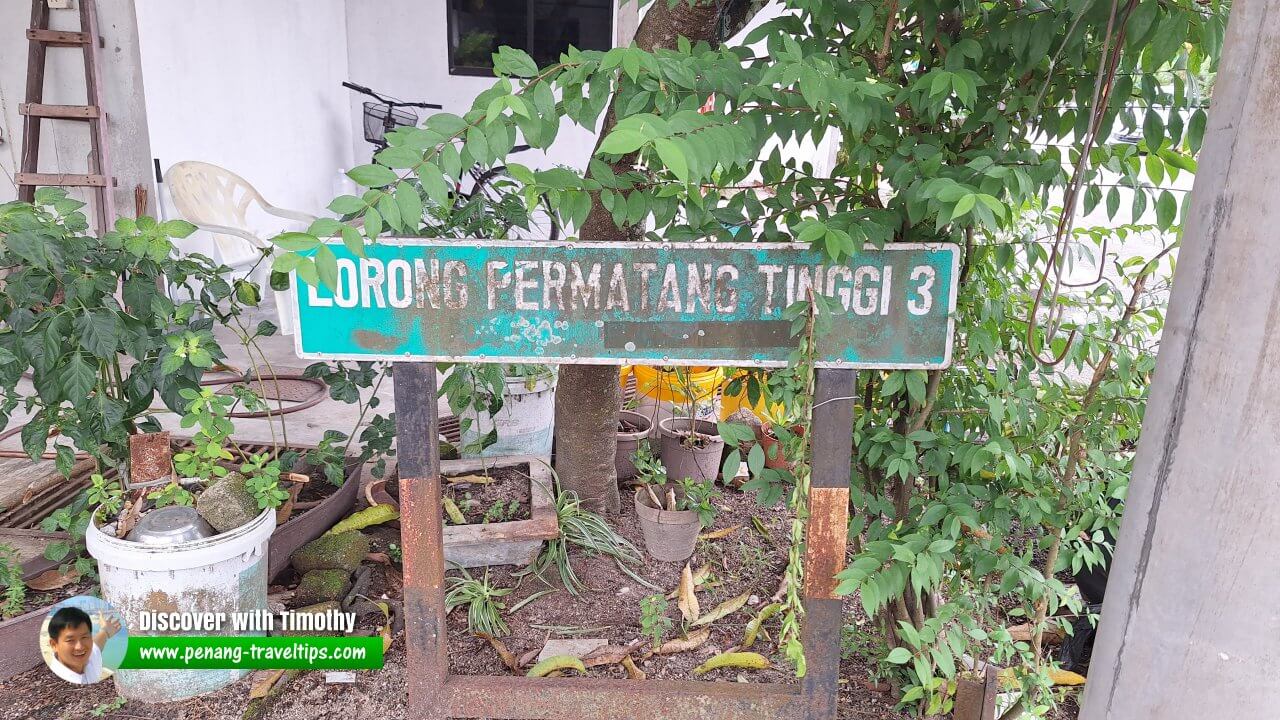 LORONG PERMATANG TINGGI 3
Discover with Timothy
www.penang-traveltips.com